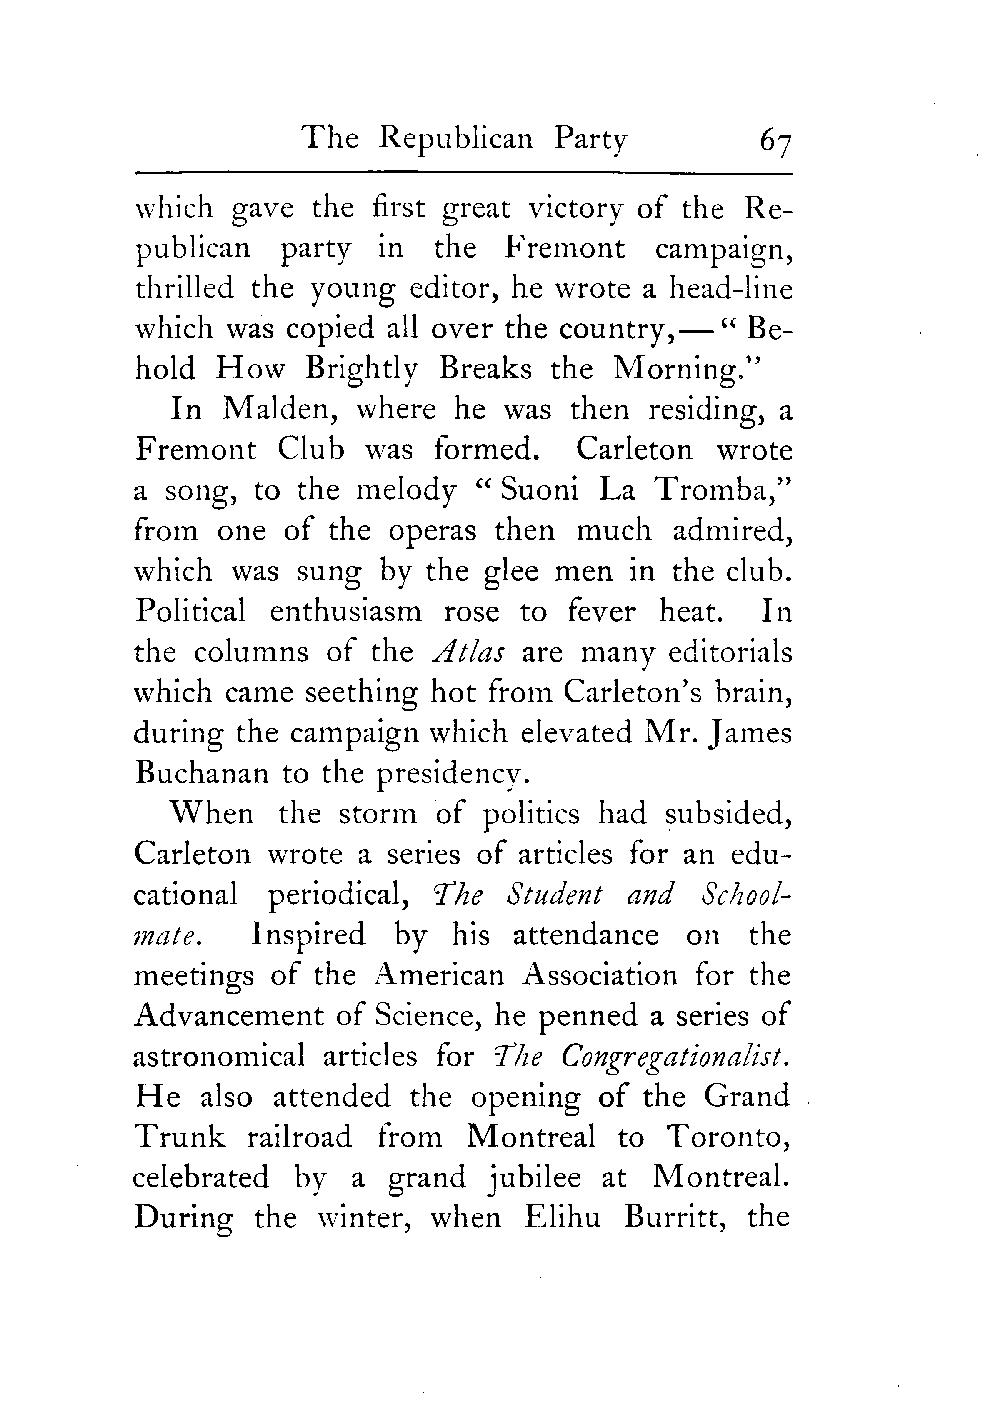 The Republican Party 67
which gave the first great victory of the Re-
publican party in the Fremont campaign,
thrilled the young editor, he wrote a head-line
which was copied all over the country,— “ Be-
hold How Brightly Breaks the Morning.”
In Malden, where he was then residing, a
Fremont Club was formed. Carleton wrote
a song, to the melody “ Suoni La Tromba,”
from one of the operas then much admired,
which was sung by the glee men in the club.
Political enthusiasm rose to fever heat. In
the columns of the Atlas are many editorials
which came seething hot from Carleton’s brain,
during the campaign which elevated Mr. James
Buchanan to the presidency.
When the storm of politics had subsided,
Carleton wrote a series of articles for an edu-
cational periodical, The Student and School-
mate. Inspired by his attendance on the
meetings of the American Association for the
Advancement of Science, he penned a series of
astronomical articles for The Congregationalist.
He also attended the opening of the Grand
Trunk railroad from Montreal to Toronto,
celebrated by a grand jubilee at Montreal.
During the winter, when Elihu Burritt, the